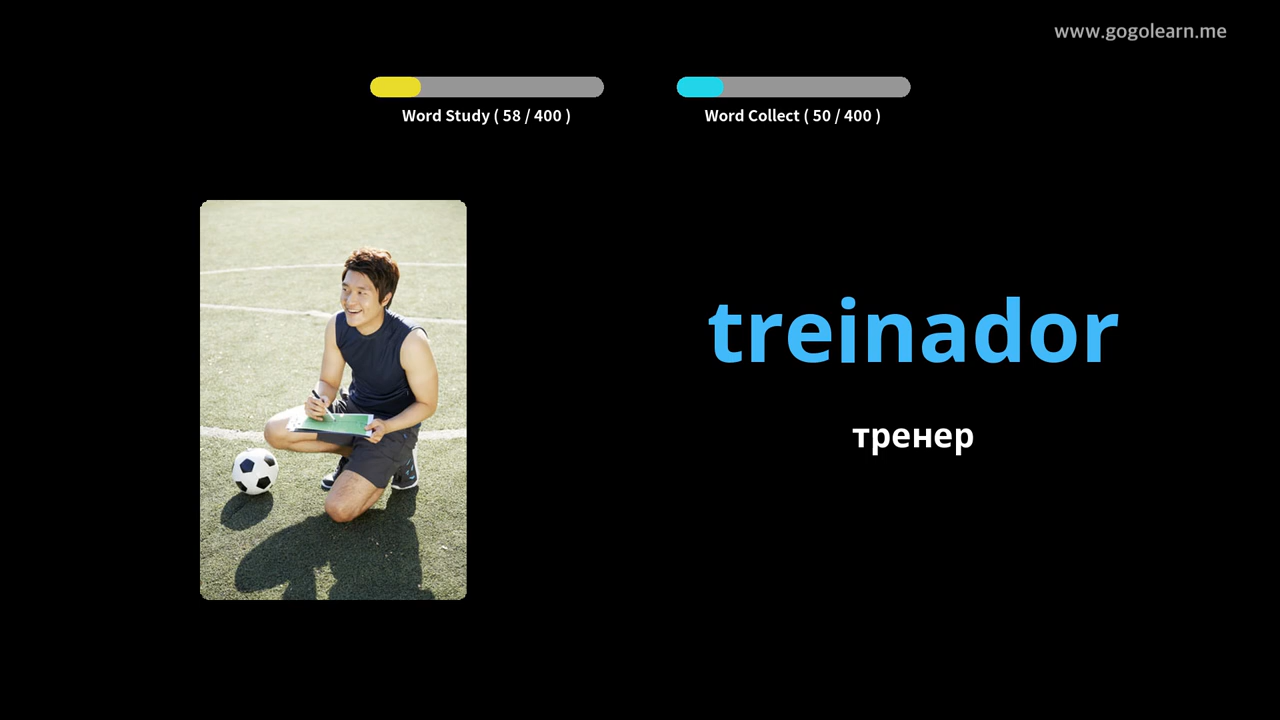 www.gogolearn.me
Word Study ( 58 / 400 )
Word Collect ( 50 / 400 )
treinador
тренер